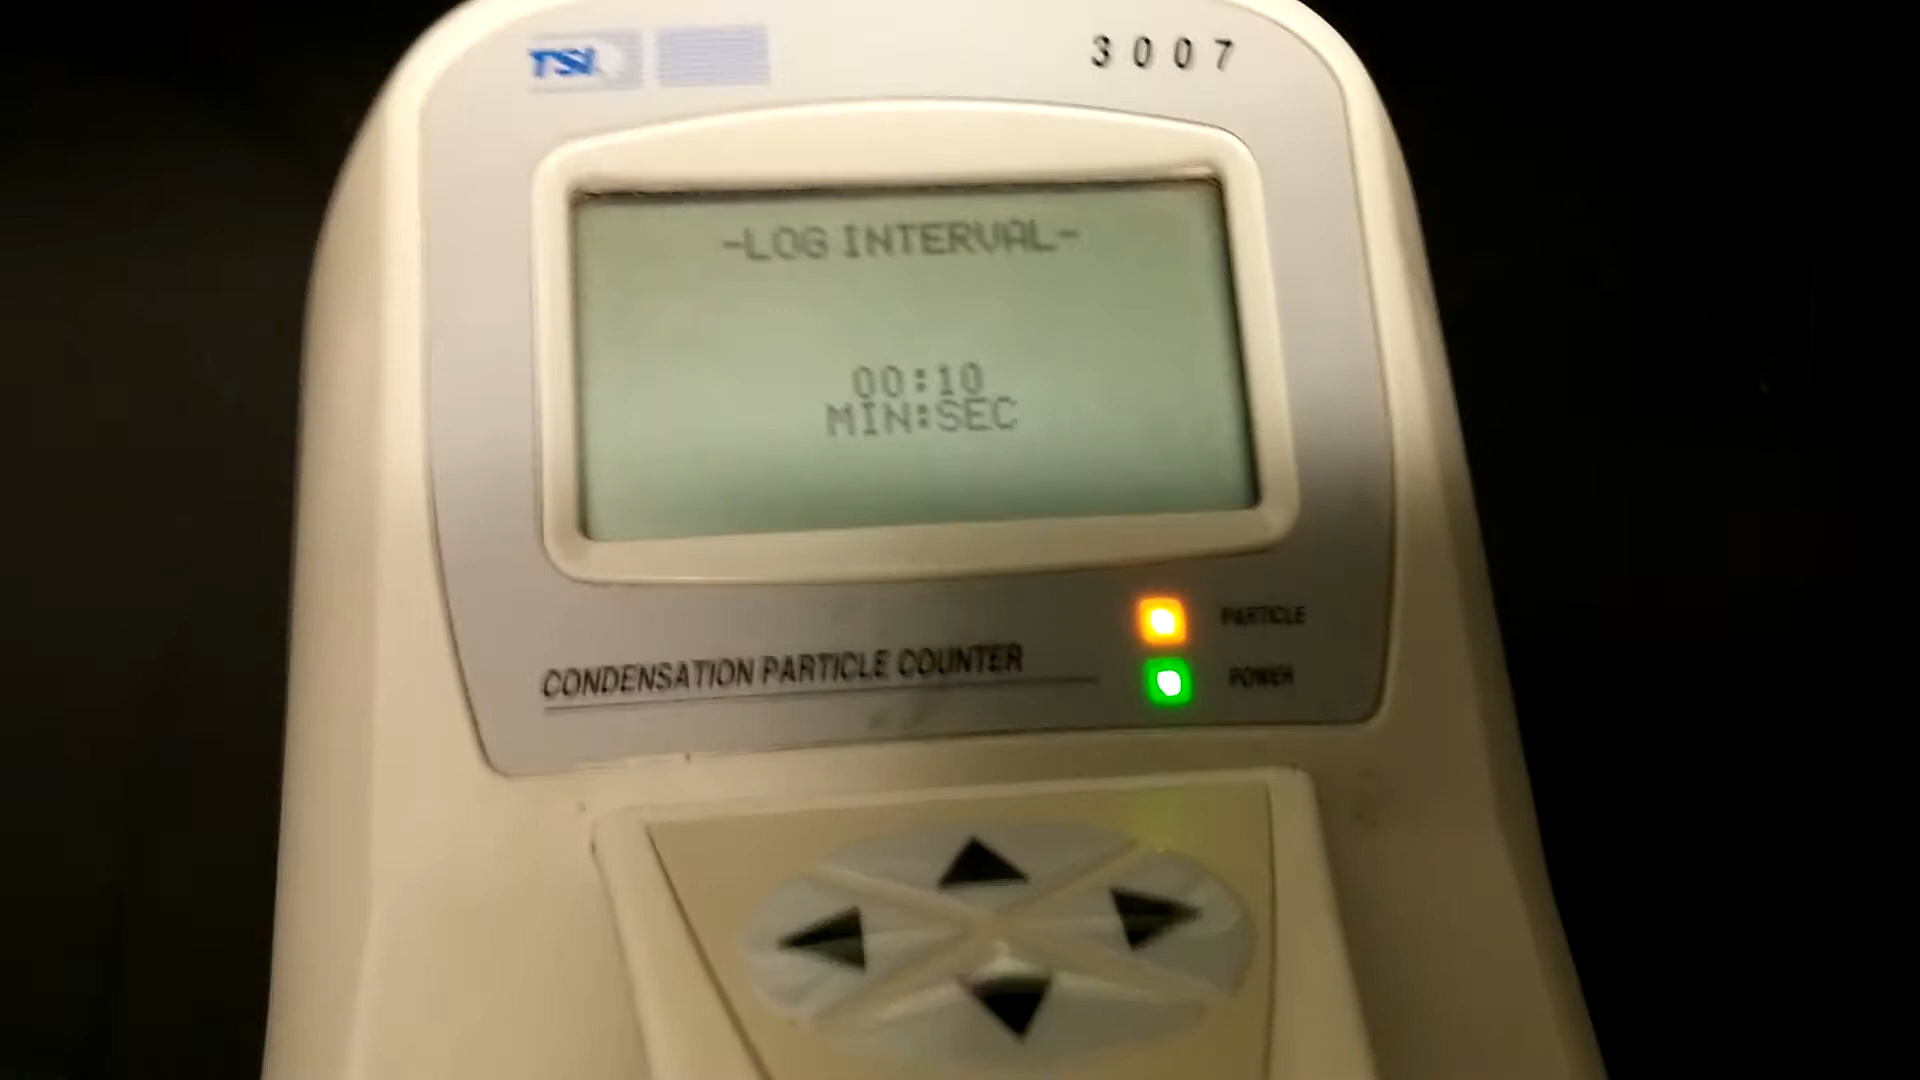 TSI
3007
-LOG INTERVAL-
00:10
MIN:SEC
PARTICLE
CONDENSATION PARTICLE COUNTER
POWER